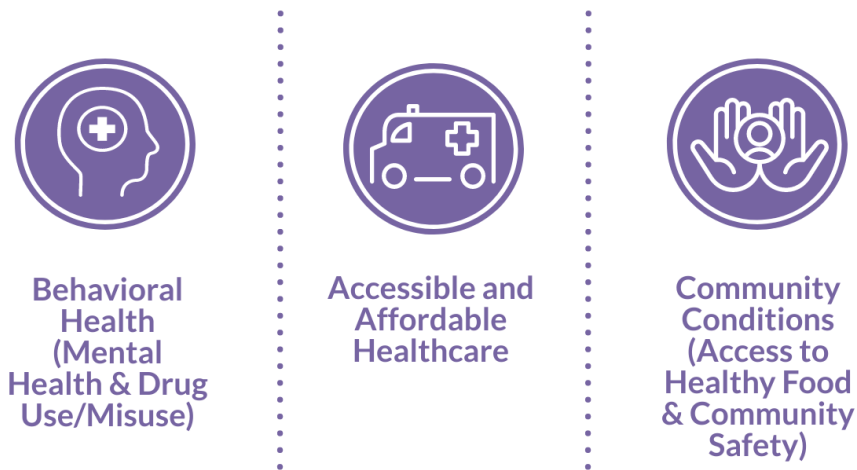 Behavioral
Health
(Mental
Health & Drug
Use/Misuse)
Accessible and
Affordable
Healthcare
Community
Conditions
(Access to
Healthy Food
& Community
Safety)